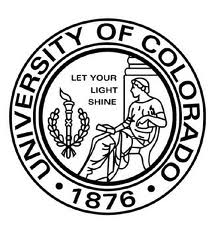 UNIVERSITY OF COLORADO
LET YOUR
LIGHT
SHINE
• 1876 •